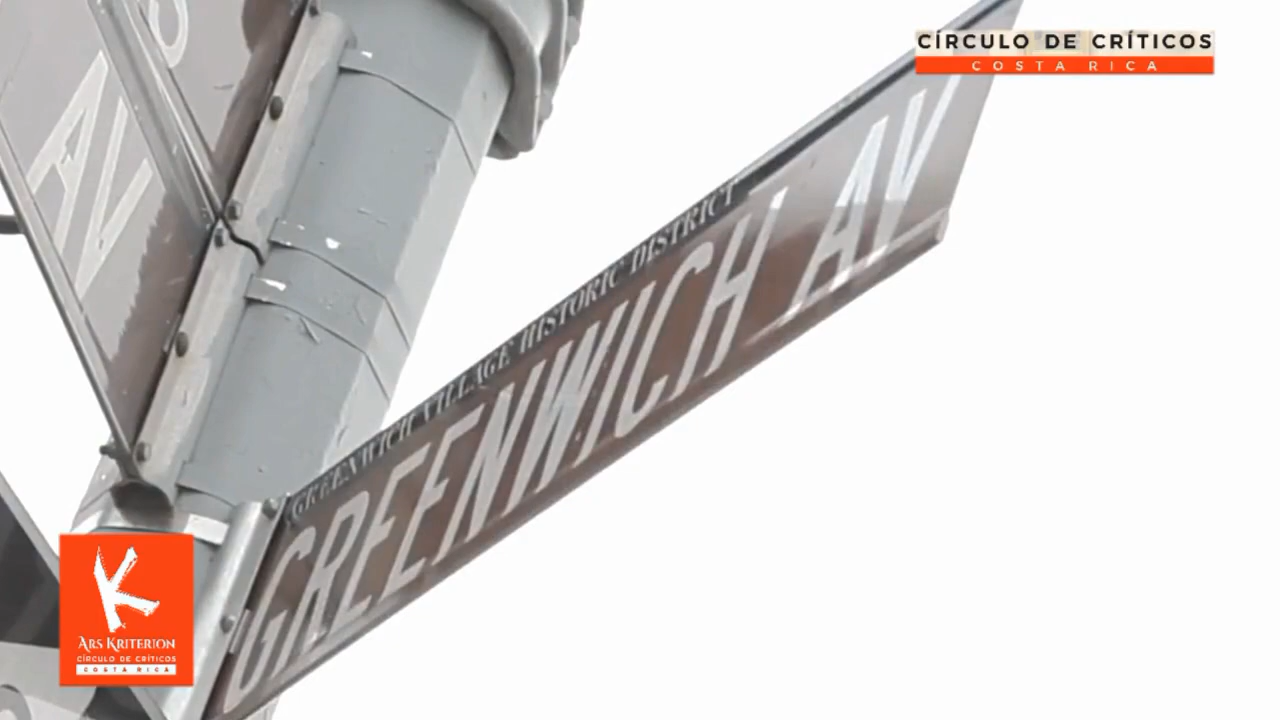 CÍRCULO DE CRÍTICOS
COSTA RICA
GREENWICH VILLAGE HISTORIC DISTRICT
GREENWICH AV
AV
ARS KRITERION
CÍRCULO DE CRÍTICOS
COSTA RICA